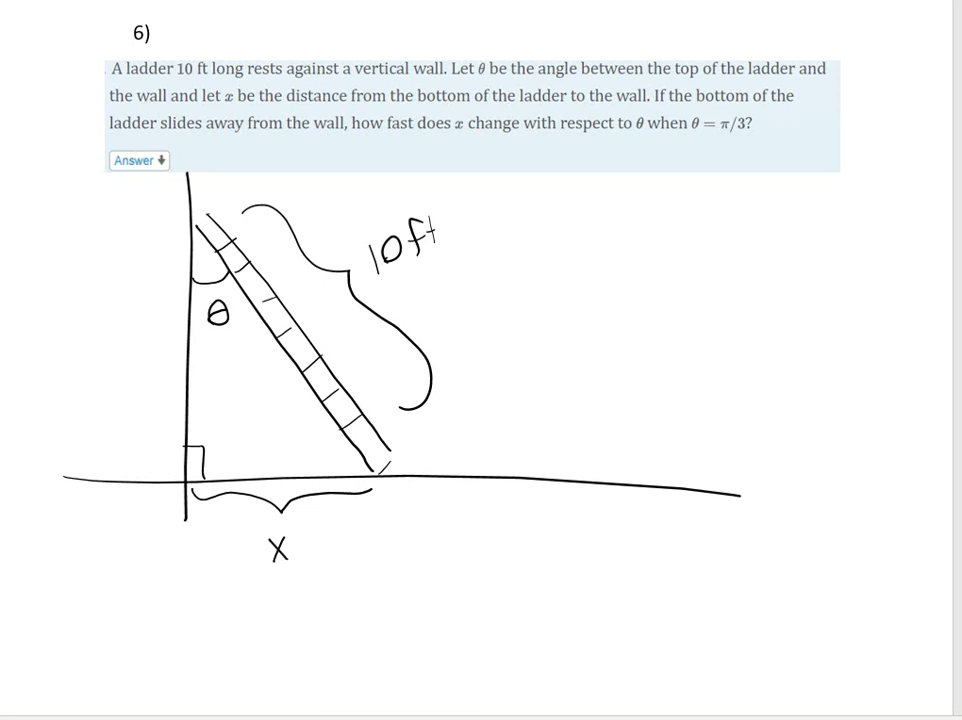 6)
A ladder 10 ft long rests against a vertical wall. Let θ be the angle between the top of the ladder and
the wall and let x be the distance from the bottom of the ladder to the wall. If the bottom of the
ladder slides away from the wall, how fast does x change with respect to θ when θ = π/3?
Answer
10ft
θ
x